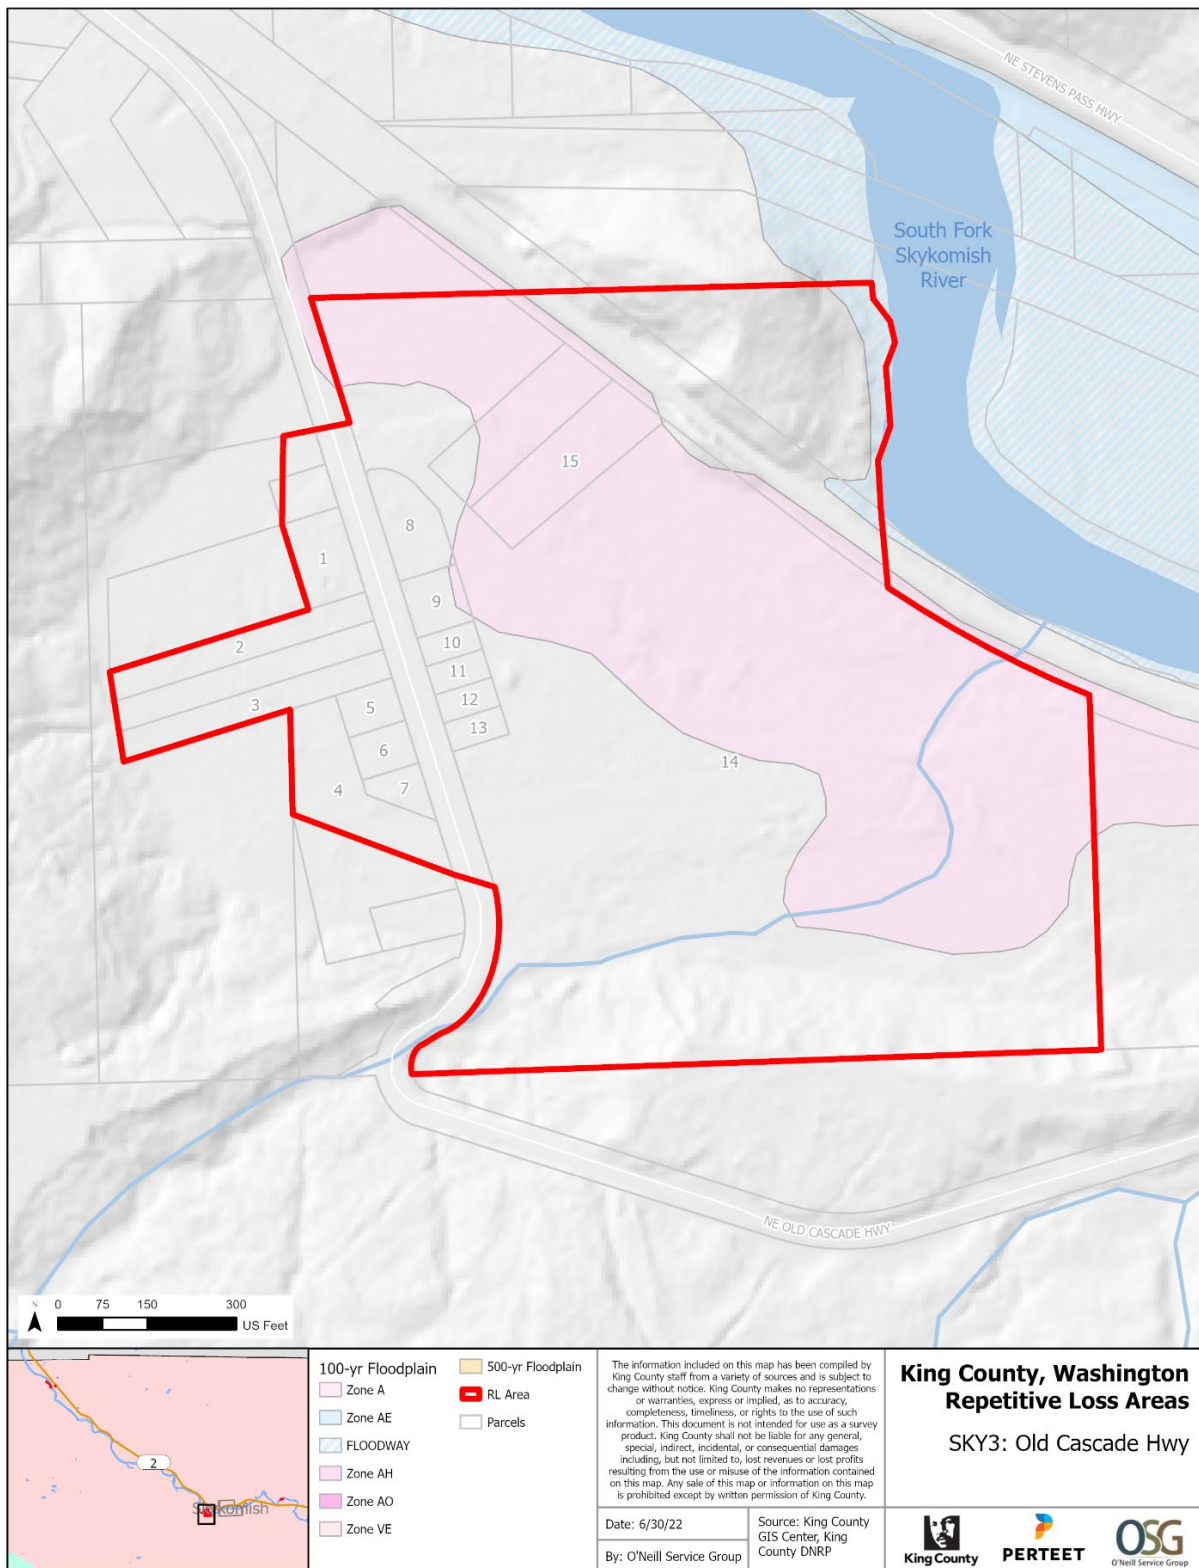 NE STEVENS PASS HWY
South Fork
Skykomish
River
15
8
1
9
2
10
11
12
3
5
13
6
14
4
7
NE OLD CASCADE HWY
N
0 75 150 300
US Feet
2
Skykomish
100-yr Floodplain
Zone A
Zone AE
FLOODWAY
Zone AH
Zone AO
Zone VE
500-yr Floodplain
RL Area
Parcels
The information included on this map has been compiled by
King County staff from a variety of sources and is subject to
change without notice. King County makes no representations
or warranties, express or implied, as to accuracy,
completeness, timeliness, or rights to the use of such
information. This document is not intended for use as a survey
product. King County shall not be liable for any general,
special, indirect, incidental, or consequential damages
including, but not limited to, lost revenues or lost profits
resulting from the use or misuse of the information contained
on this map. Any sale of this map or information on this map
is prohibited except by written permission of King County.
Date: 6/30/22
By: O'Neill Service Group
Source: King County
GIS Center, King
County DNRP
King County, Washington
Repetitive Loss Areas
SKY3: Old Cascade Hwy
King County
PERTEET
OSG
O'Neill Service Group